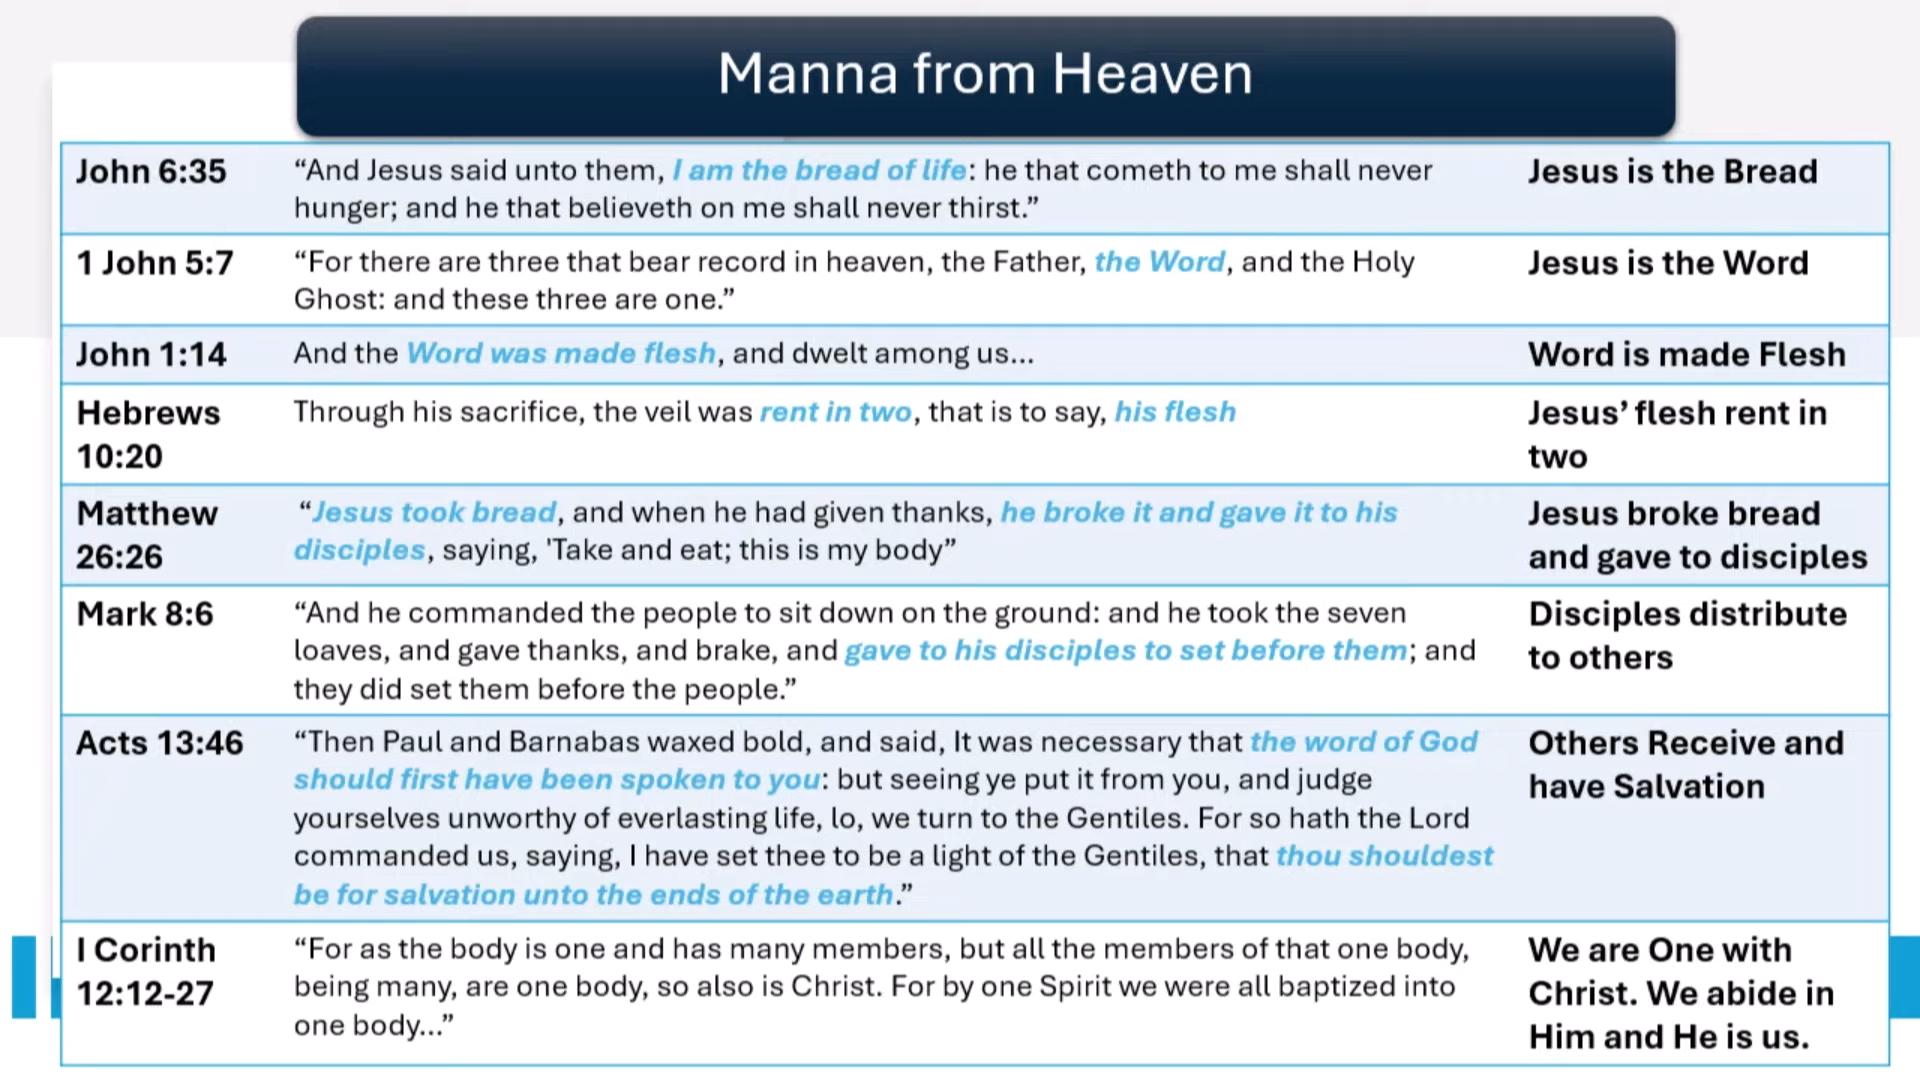 Manna from Heaven
John 6:35
“And Jesus said unto them, I am the bread of life: he that cometh to me shall never
hunger; and he that believeth on me shall never thirst.”
Jesus is the Bread
1 John 5:7
“For there are three that bear record in heaven, the Father, the Word, and the Holy
Ghost: and these three are one.”
Jesus is the Word
John 1:14
And the Word was made flesh, and dwelt among us...
Word is made Flesh
Hebrews
10:20
Through his sacrifice, the veil was rent in two, that is to say, his flesh
Jesus’ flesh rent in
two
Matthew
26:26
“Jesus took bread, and when he had given thanks, he broke it and gave it to his
disciples, saying, 'Take and eat; this is my body”
Jesus broke bread
and gave to disciples
Mark 8:6
“And he commanded the people to sit down on the ground: and he took the seven
loaves, and gave thanks, and brake, and gave to his disciples to set before them; and
they did set them before the people.”
Disciples distribute
to others
Acts 13:46
“Then Paul and Barnabas waxed bold, and said, It was necessary that the word of God
should first have been spoken to you: but seeing ye put it from you, and judge
yourselves unworthy of everlasting life, lo, we turn to the Gentiles. For so hath the Lord
commanded us, saying, I have set thee to be a light of the Gentiles, that thou shouldest
be for salvation unto the ends of the earth.”
Others Receive and
have Salvation
I Corinth
12:12-27
“For as the body is one and has many members, but all the members of that one body,
being many, are one body, so also is Christ. For by one Spirit we were all baptized into
one body...”
We are One with
Christ. We abide in
Him and He is us.